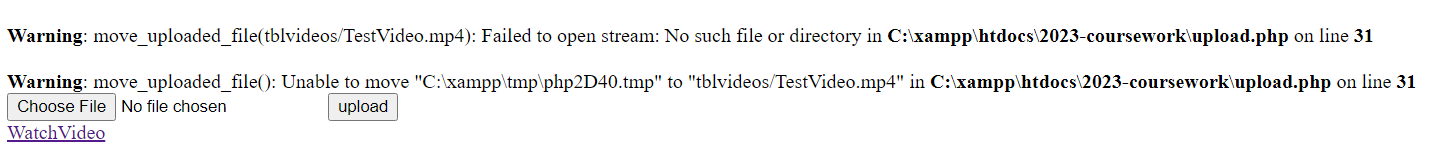 Warning: move_uploaded_file(tblvideos/TestVideo.mp4): Failed to open stream: No such file or directory in C:\xampp\htdocs\2023-coursework\upload.php on line 31
Warning: move_uploaded_file(): Unable to move "C:\xampp\tmp\php2D40.tmp" to "tblvideos/TestVideo.mp4" in C:\xampp\htdocs\2023-coursework\upload.php on line 31
Choose File No file chosen upload
WatchVideo